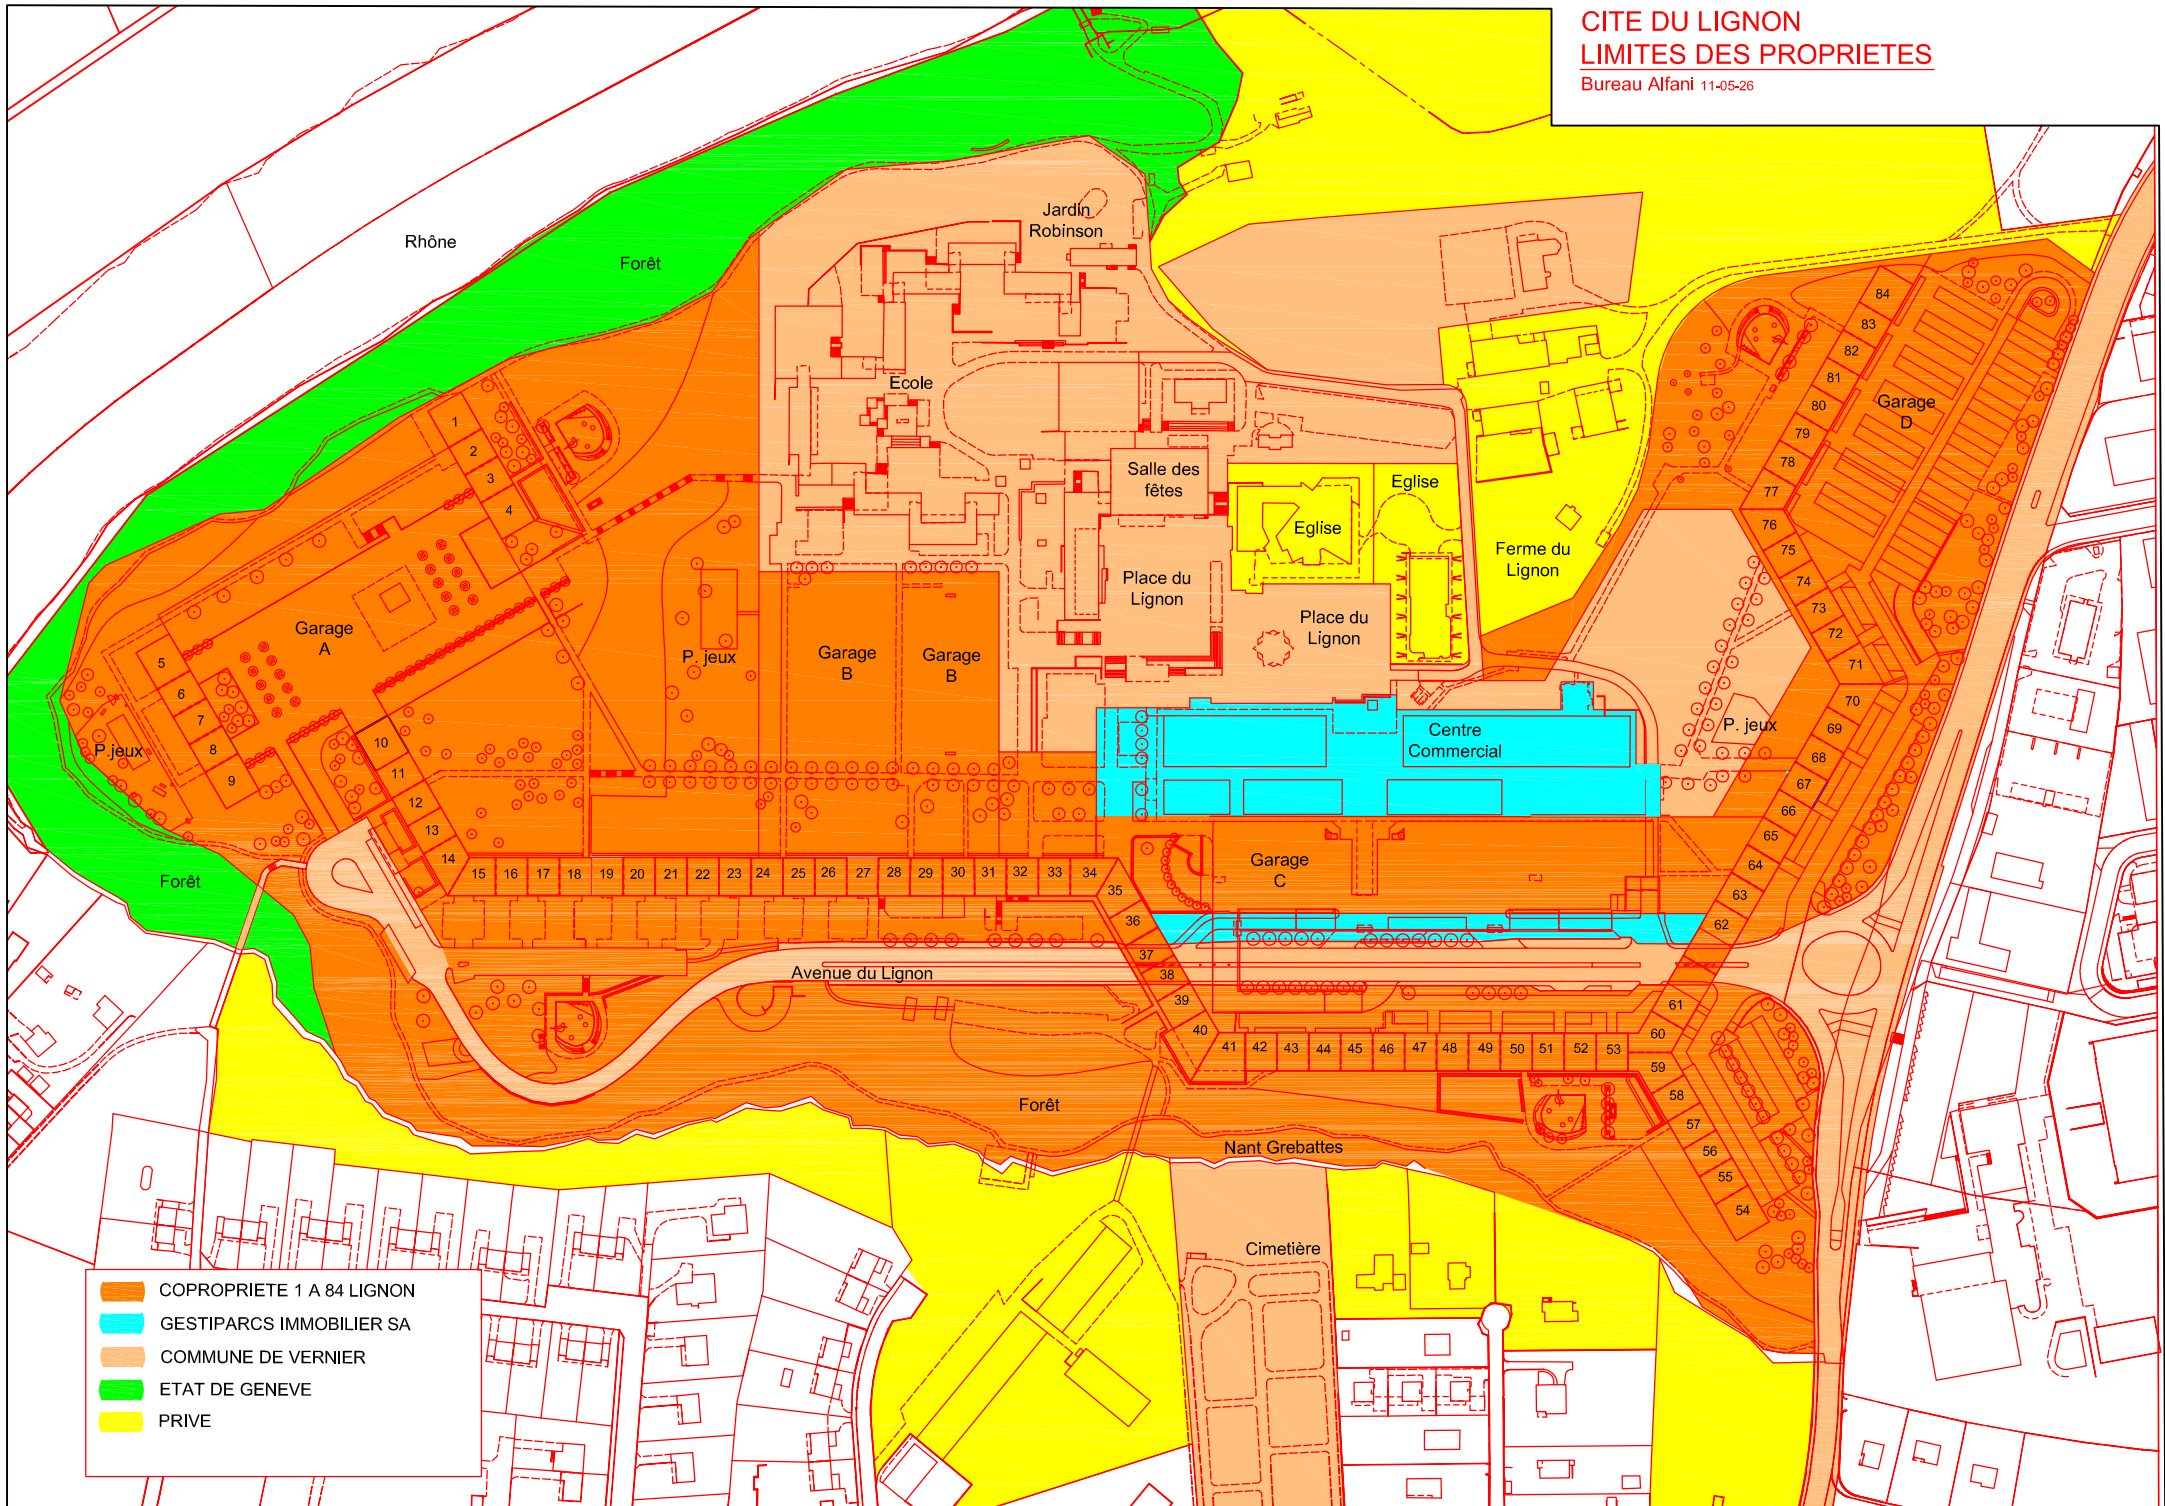 CITE DU LIGNON
LIMITES DES PROPRIETES
Bureau Alfani 11-05-26
Rhône
Forêt
Jardin
Robinson
Ecole
Salle des
fêtes
Eglise
Eglise
Ferme du
Lignon
Place du
Lignon
Place du
Lignon
Garage
A
Garage
B
Garage
B
P. jeux
P.jeux
P. jeux
Garage
D
Centre
Commercial
Garage
C
Forêt
Avenue du Lignon
Forêt
Nant Grebattes
Cimetière
1
2
3
4
5
6
7
8
9
10
11
12
13
14
15
16
17
18
19
20
21
22
23
24
25
26
27
28
29
30
31
32
33
34
35
36
37
38
39
40
41
42
43
44
45
46
47
48
49
50
51
52
53
54
55
56
57
58
59
60
61
62
63
64
65
66
67
68
69
70
71
72
73
74
75
76
77
78
79
80
81
82
83
84
COPROPRIETE 1 A 84 LIGNON
GESTIPARCS IMMOBILIER SA
COMMUNE DE VERNIER
ETAT DE GENEVE
PRIVE